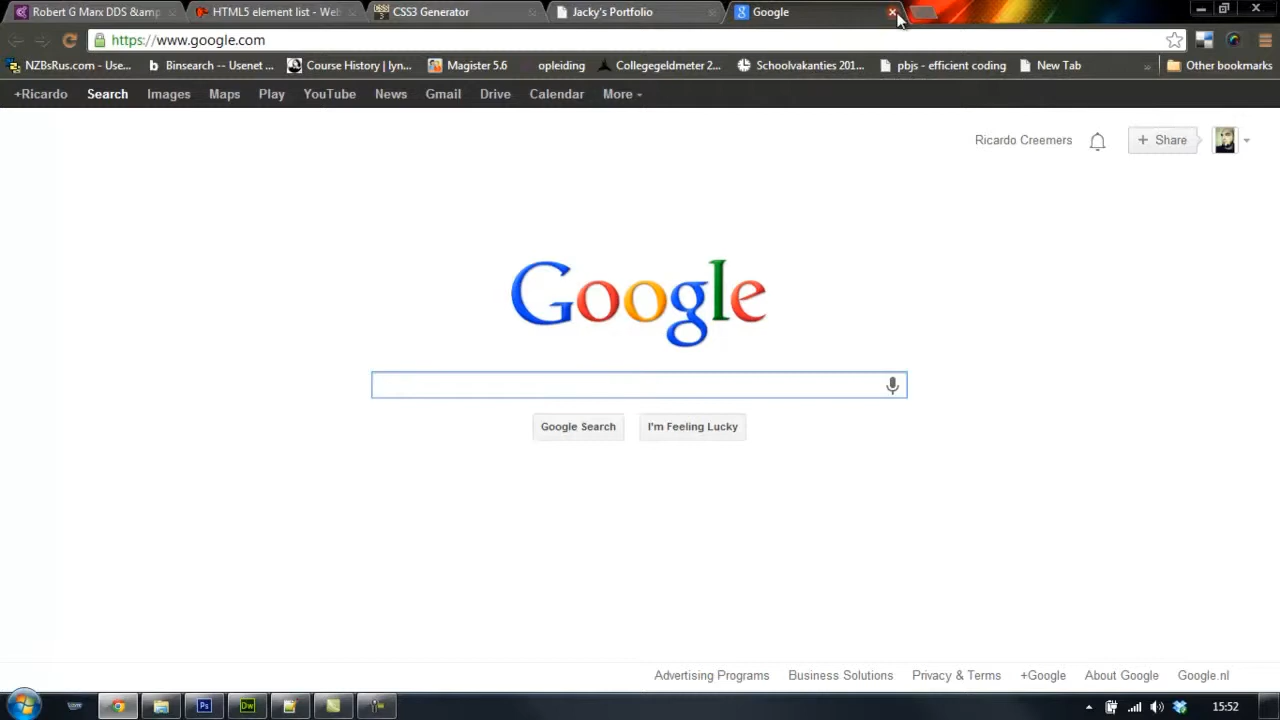 Robert G Marx DDS &amp HTML5 element list - Web CSS3 Generator Jacky's Portfolio Google
https://www.google.com
NZBsRus.com - Use... Binsearch -- Usenet ... Course History | lyn... Magister 5.6 opleiding Collegegeldmeter 2... Schoolvakanties 201... pbjs - efficient coding New Tab » Other bookmarks
+Ricardo Search Images Maps Play YouTube News Gmail Drive Calendar More
Ricardo Creemers + Share
Google
Google Search I'm Feeling Lucky
Advertising Programs Business Solutions Privacy & Terms +Google About Google Google.nl
Ps Dw 15:52